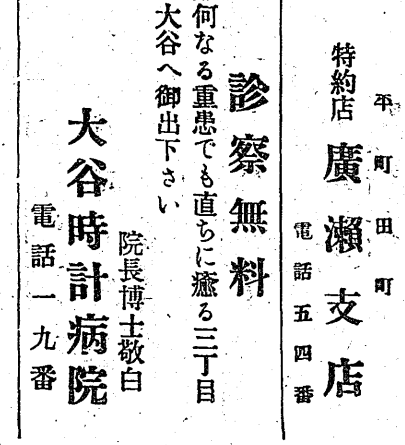 平町田町
特約店 廣瀬支店
電話五四番
診察無料
何なる重患でも直ちに癒る三丁目
大谷へ御出下さい
院長博士敬白
大谷時計病院
電話一九番